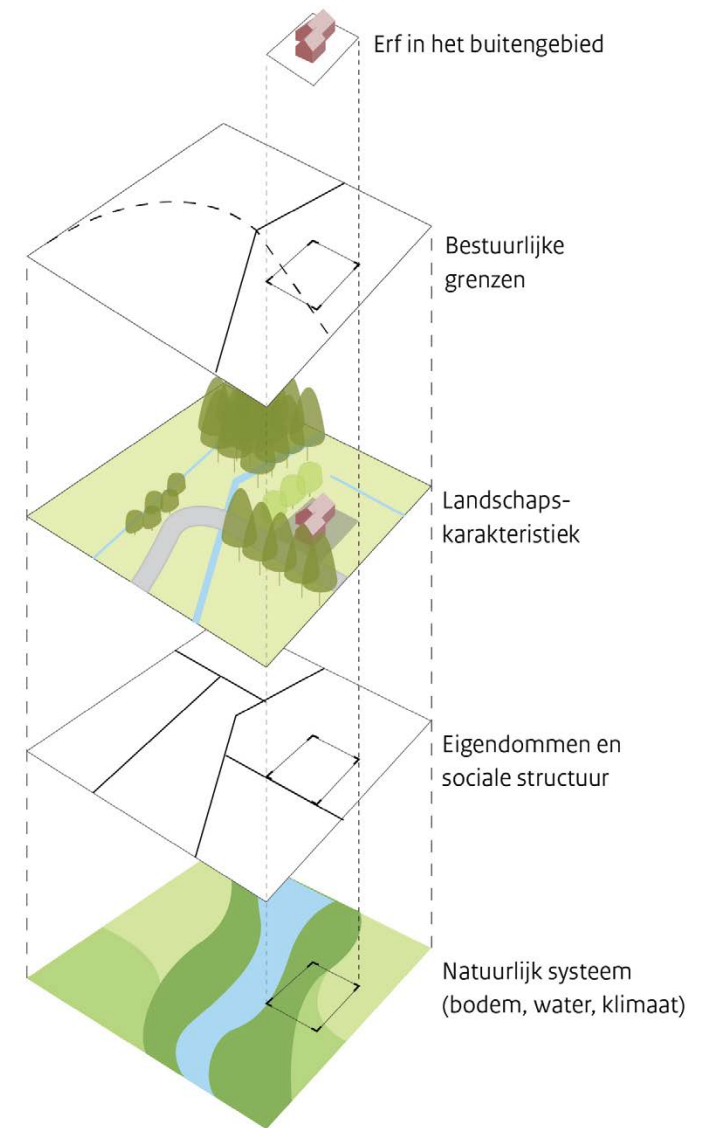 Erf in het buitengebied
Bestuurlijke
grenzen
Landschaps-
karakteristiek
Eigendommen en
sociale structuur
Natuurlijk systeem
(bodem, water, klimaat)